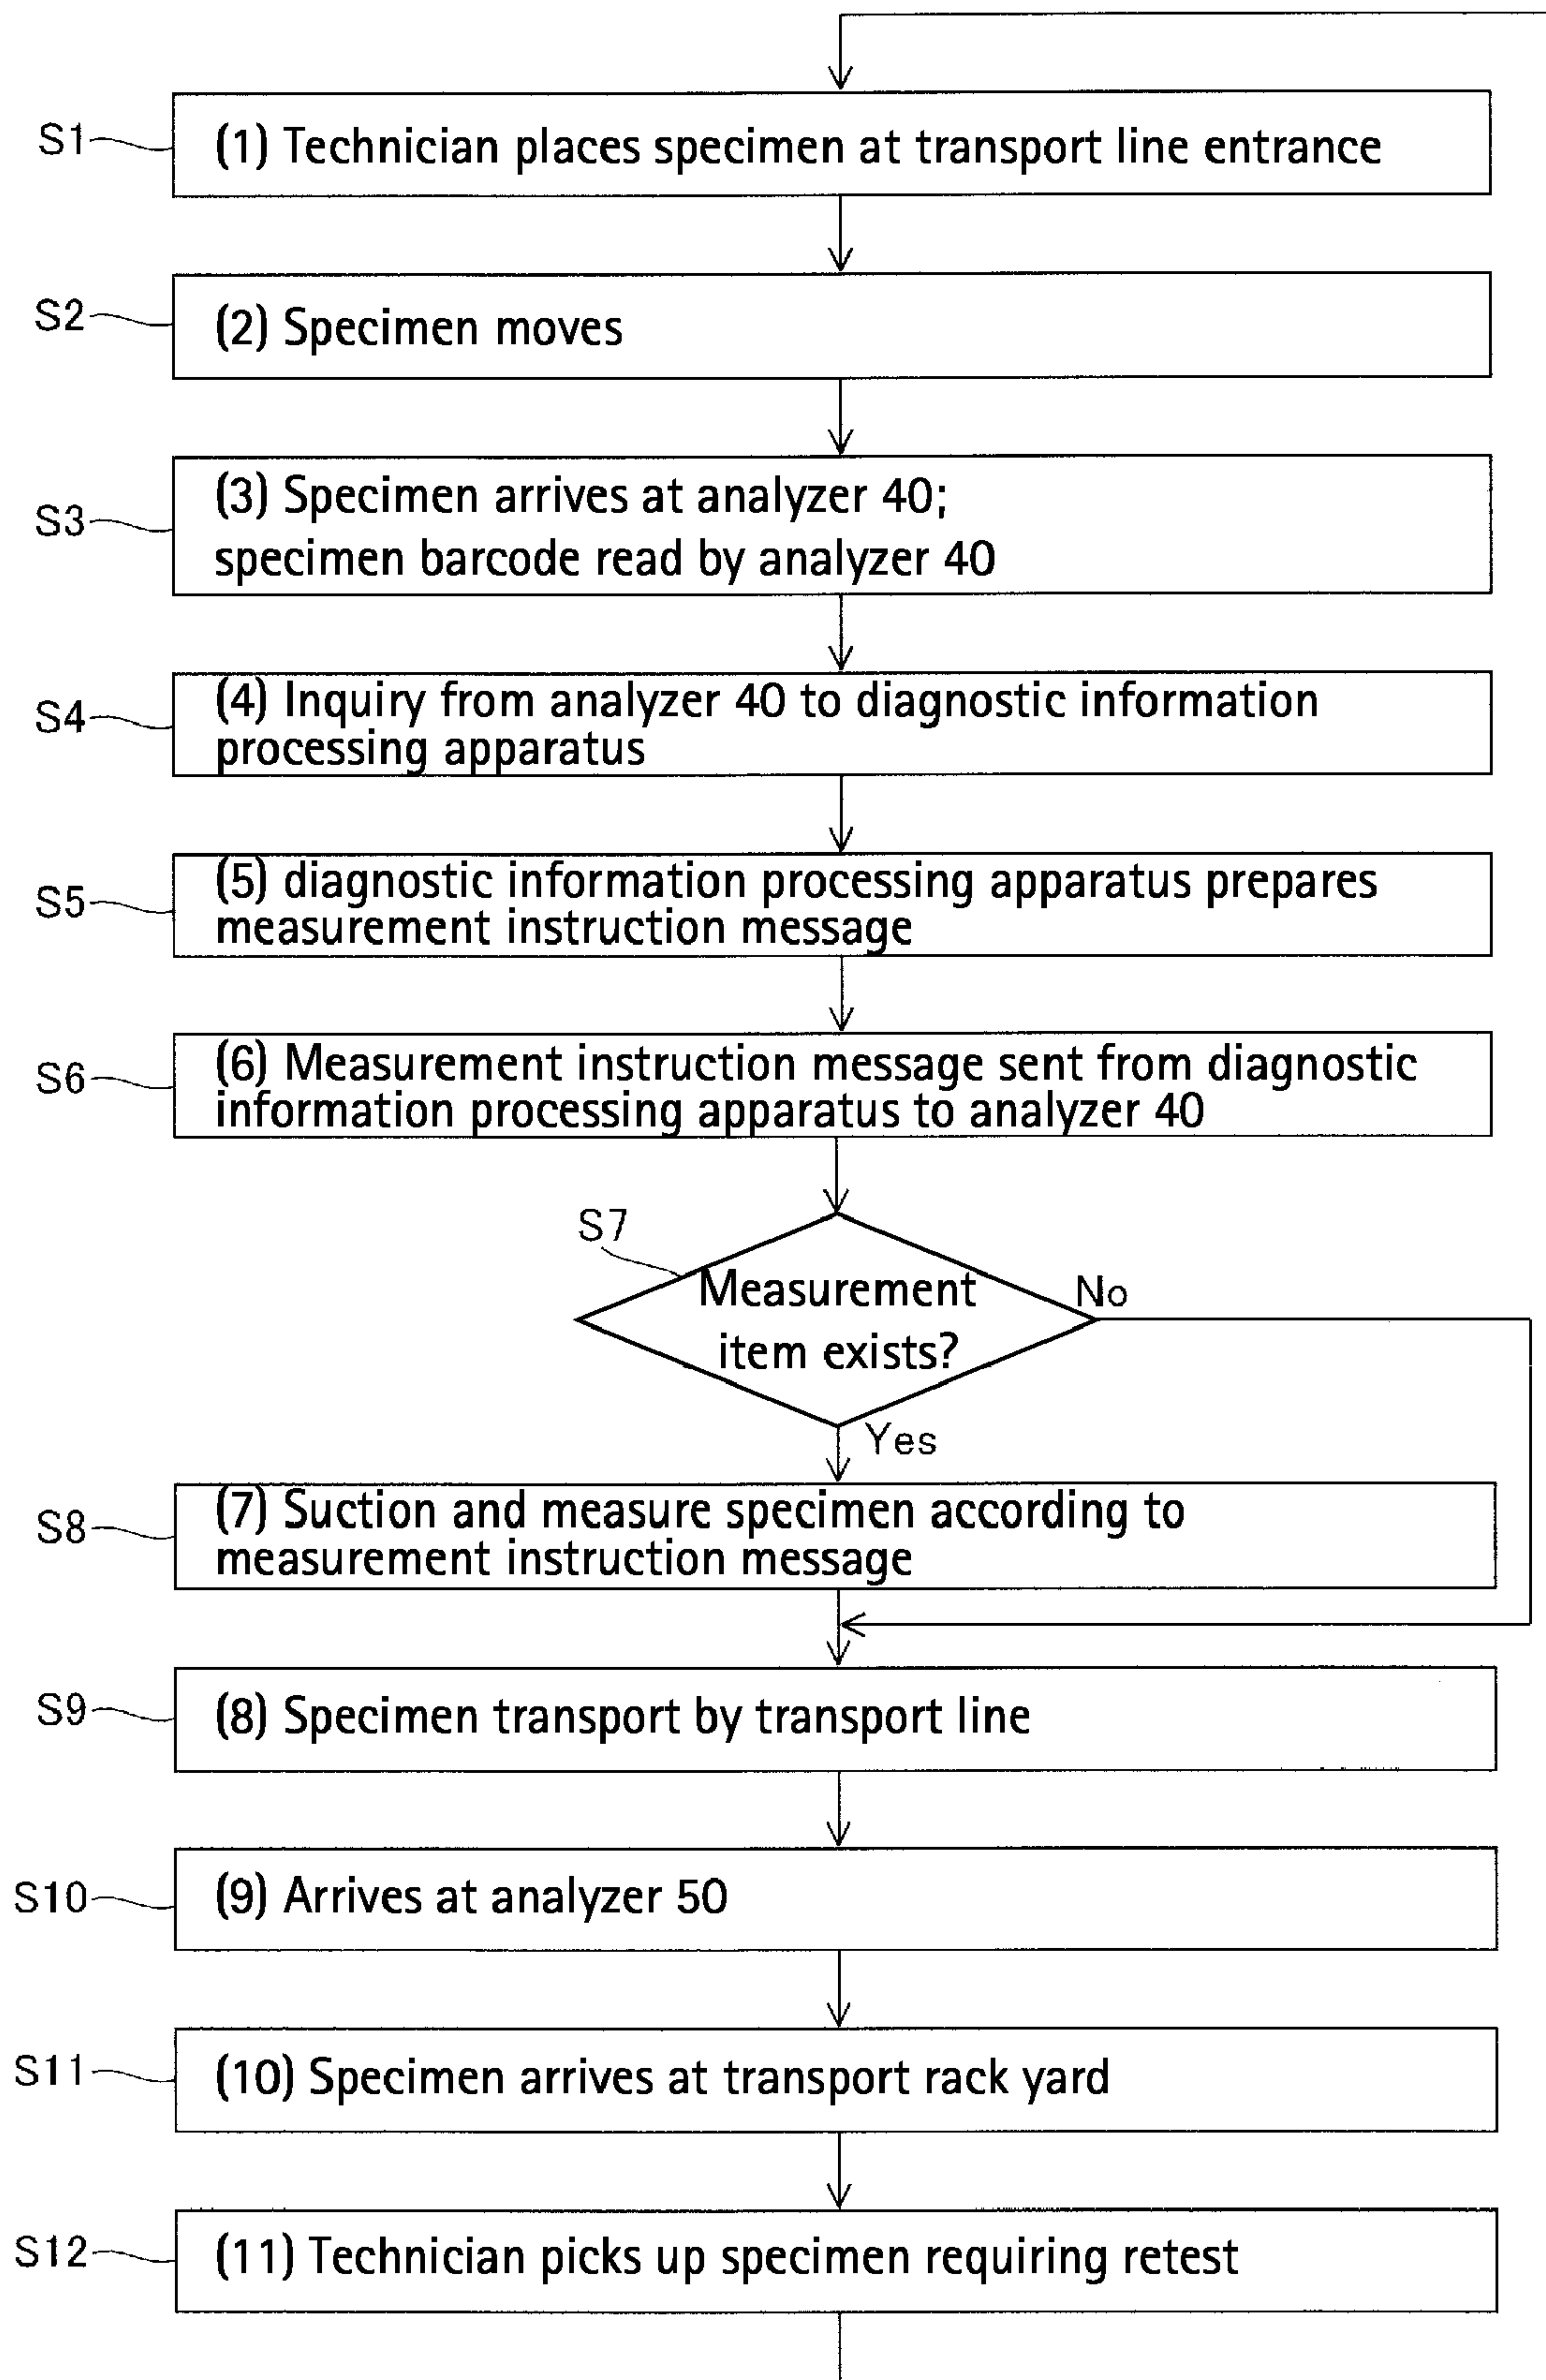 S1
(1) Technician places specimen at transport line entrance
S2
(2) Specimen moves
S3
(3) Specimen arrives at analyzer 40;
specimen barcode read by analyzer 40
S4
(4) Inquiry from analyzer 40 to diagnostic information
processing apparatus
S5
(5) diagnostic information processing apparatus prepares
measurement instruction message
S6
(6) Measurement instruction message sent from diagnostic
information processing apparatus to analyzer 40
S7
Measurement
item exists?
No
Yes
S8
(7) Suction and measure specimen according to
measurement instruction message
S9
(8) Specimen transport by transport line
S10
(9) Arrives at analyzer 50
S11
(10) Specimen arrives at transport rack yard
S12
(11) Technician picks up specimen requiring retest